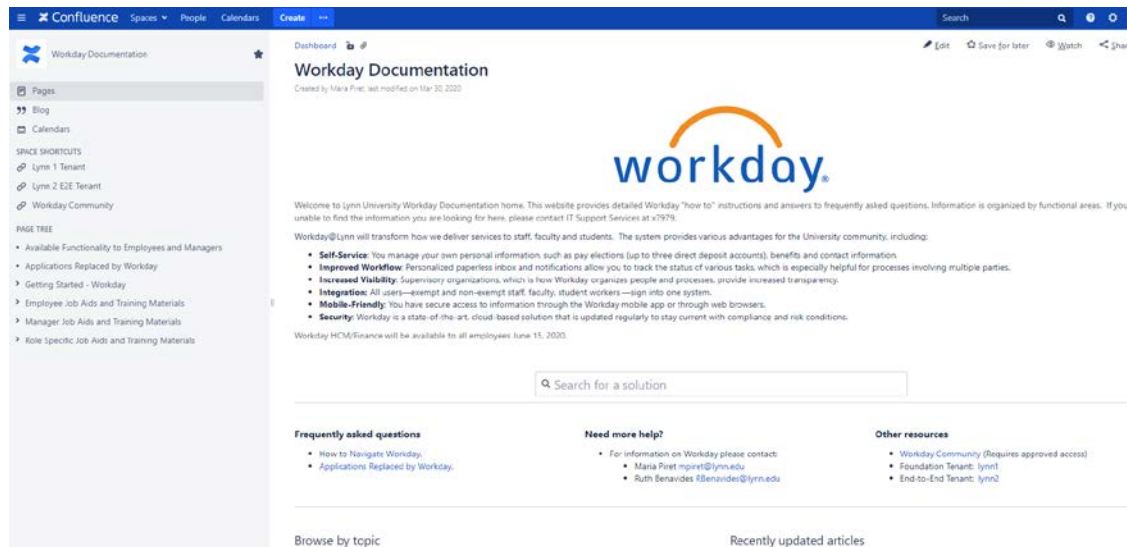 Confluence Spaces People Calendars Create ... Search
Workday Documentation
Pages
Blog
Calendars
SPACE SHORTCUTS
Lynn 1 Tenant
Lynn 2 E2E Tenant
Workday Community
PAGE TREE
Available Functionality to Employees and Managers
Applications Replaced by Workday
Getting Started - Workday
Employee Job Aids and Training Materials
Manager Job Aids and Training Materials
Role Specific Job Aids and Training Materials
Dashboard
Edit Save for later Watch Shar
Workday Documentation
Created by Maria Piret, last modified on Mar 30, 2020
workday.
Welcome to Lynn University Workday Documentation home. This website provides detailed Workday "how to" instructions and answers to frequently asked questions. Information is organized by functional areas. If you
unable to find the information you are looking for here, please contact IT Support Services at x7979.
Workday@Lynn will transform how we deliver services to staff, faculty and students. The system provides various advantages for the University community, including:
• Self-Service: You manage your own personal information, such as pay elections (up to three direct deposit accounts), benefits and contact information.
• Improved Workflow: Personalized paperless inbox and notifications allow you to track the status of various tasks, which is especially helpful for processes involving multiple parties.
• Increased Visibility: Supervisory organizations, which is how Workday organizes people and processes, provide increased transparency.
• Integration: All users—exempt and non-exempt staff, faculty, student workers—sign into one system.
• Mobile-Friendly: You have secure access to information through the Workday mobile app or through web browsers.
• Security: Workday is a state-of-the-art, cloud-based solution that is updated regularly to stay current with compliance and risk conditions.
Workday HCM/Finance will be available to all employees June 15, 2020.
Search for a solution
Frequently asked questions
• How to Navigate Workday.
• Applications Replaced by Workday.
Need more help?
• For information on Workday please contact:
• Maria Piret mpiret@lynn.edu
• Ruth Benavides RBenavides@lynn.edu
Other resources
• Workday Community (Requires approved access)
• Foundation Tenant: lynn1
• End-to-End Tenant: lynn2
Browse by topic
Recently updated articles